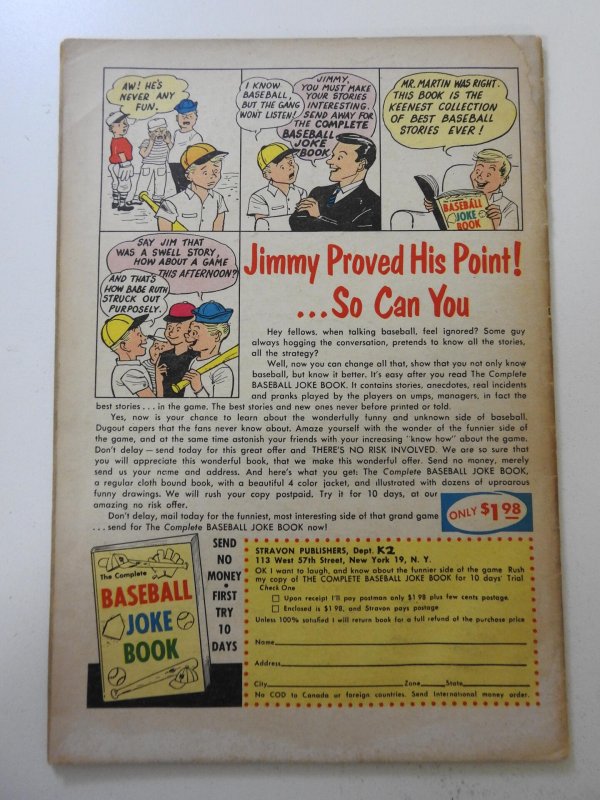 AW! HE'S
NEVER ANY
FUN.
I KNOW
BASEBALL,
BUT THE GANG
WON'T LISTEN!
JIMMY,
YOU MUST MAKE
YOUR STORIES
INTERESTING.
SEND AWAY FOR
THE COMPLETE
BASEBALL
JOKE
BOOK.
MR. MARTIN WAS RIGHT.
THIS BOOK IS THE
KEENEST COLLECTION
OF BEST BASEBALL
STORIES EVER!
BASEBALL
JOKE
BOOK
SAY JIM THAT
WAS A SWELL STORY,
HOW ABOUT A GAME
THIS AFTERNOON?
AND THAT'S
HOW BABE RUTH
STRUCK OUT
PURPOSELY.
Jimmy Proved His Point!
...So Can You
Hey fellows, when talking baseball, feel ignored? Some guy
always hogging the conversation, pretends to know all the stories,
all the strategy?
Well, now you can change all that, show that you not only know
baseball, but know it better. It's easy after you read The Complete
BASEBALL JOKE BOOK. It contains stories, anecdotes, real incidents
and pranks played by the players on umps, managers, in fact the
best stories . . . in the game. The best stories and new ones never before printed or told.
Yes, now is your chance to learn about the wonderfully funny and unknown side of baseball.
Dugout capers that the fans never know about. Amaze yourself with the wonder of the funnier side of
the game, and at the same time astonish your friends with your increasing "know how" about the game.
Don't delay — send today for this great offer and THERE'S NO RISK INVOLVED. We are so sure that
you will appreciate this wonderful book, that we make this wonderful offer. Send no money, merely
send us your name and address. And here's what you get: The Complete BASEBALL JOKE BOOK,
a regular cloth bound book, with a beautiful 4 color jacket, and illustrated with dozens of uproarous
funny drawings. We will rush your copy postpaid. Try it for 10 days, at our
amazing no risk offer.
Don't delay, mail today for the funniest, most interesting side of that grand game
. . . send for The Complete BASEBALL JOKE BOOK now!
ONLY $1.98
The Complete
BASEBALL
JOKE
BOOK
SEND
NO
MONEY
•
FIRST
TRY
10
DAYS
STRAVON PUBLISHERS, Dept. K2
113 West 57th Street, New York 19, N. Y.
OK I want to laugh, and know about the funnier side of the game Rush
my copy of THE COMPLETE BASEBALL JOKE BOOK for 10 days' Trial
Check One
Upon receipt I'll pay postman only $1.98 plus few cents postage.
Enclosed is $1.98, and Stravon pays postage
Unless 100% satisfied I will return book for a full refund of the purchase price
Name
Address
City Zone State
No COD to Canada or foreign countries. Send International money order.